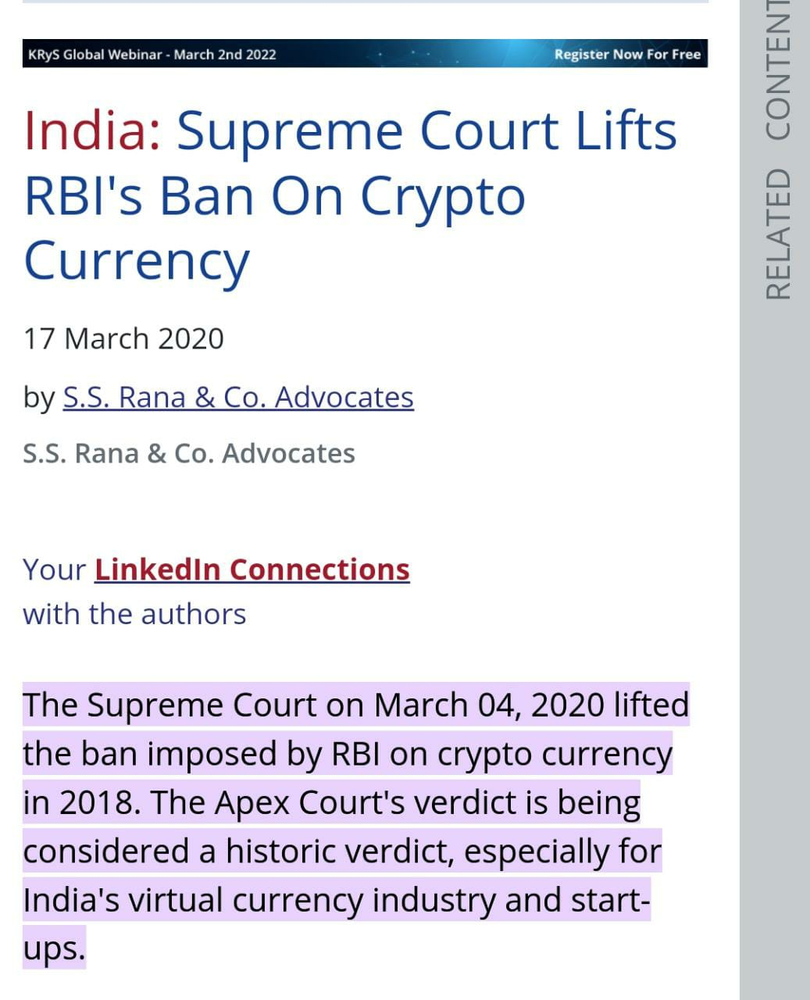 KRyS Global Webinar - March 2nd 2022 Register Now For Free
India: Supreme Court Lifts
RBI's Ban On Crypto
Currency
17 March 2020
by S.S. Rana & Co. Advocates
S.S. Rana & Co. Advocates
Your LinkedIn Connections
with the authors
The Supreme Court on March 04, 2020 lifted
the ban imposed by RBI on crypto currency
in 2018. The Apex Court's verdict is being
considered a historic verdict, especially for
India's virtual currency industry and start-
ups.
RELATED CONTENT